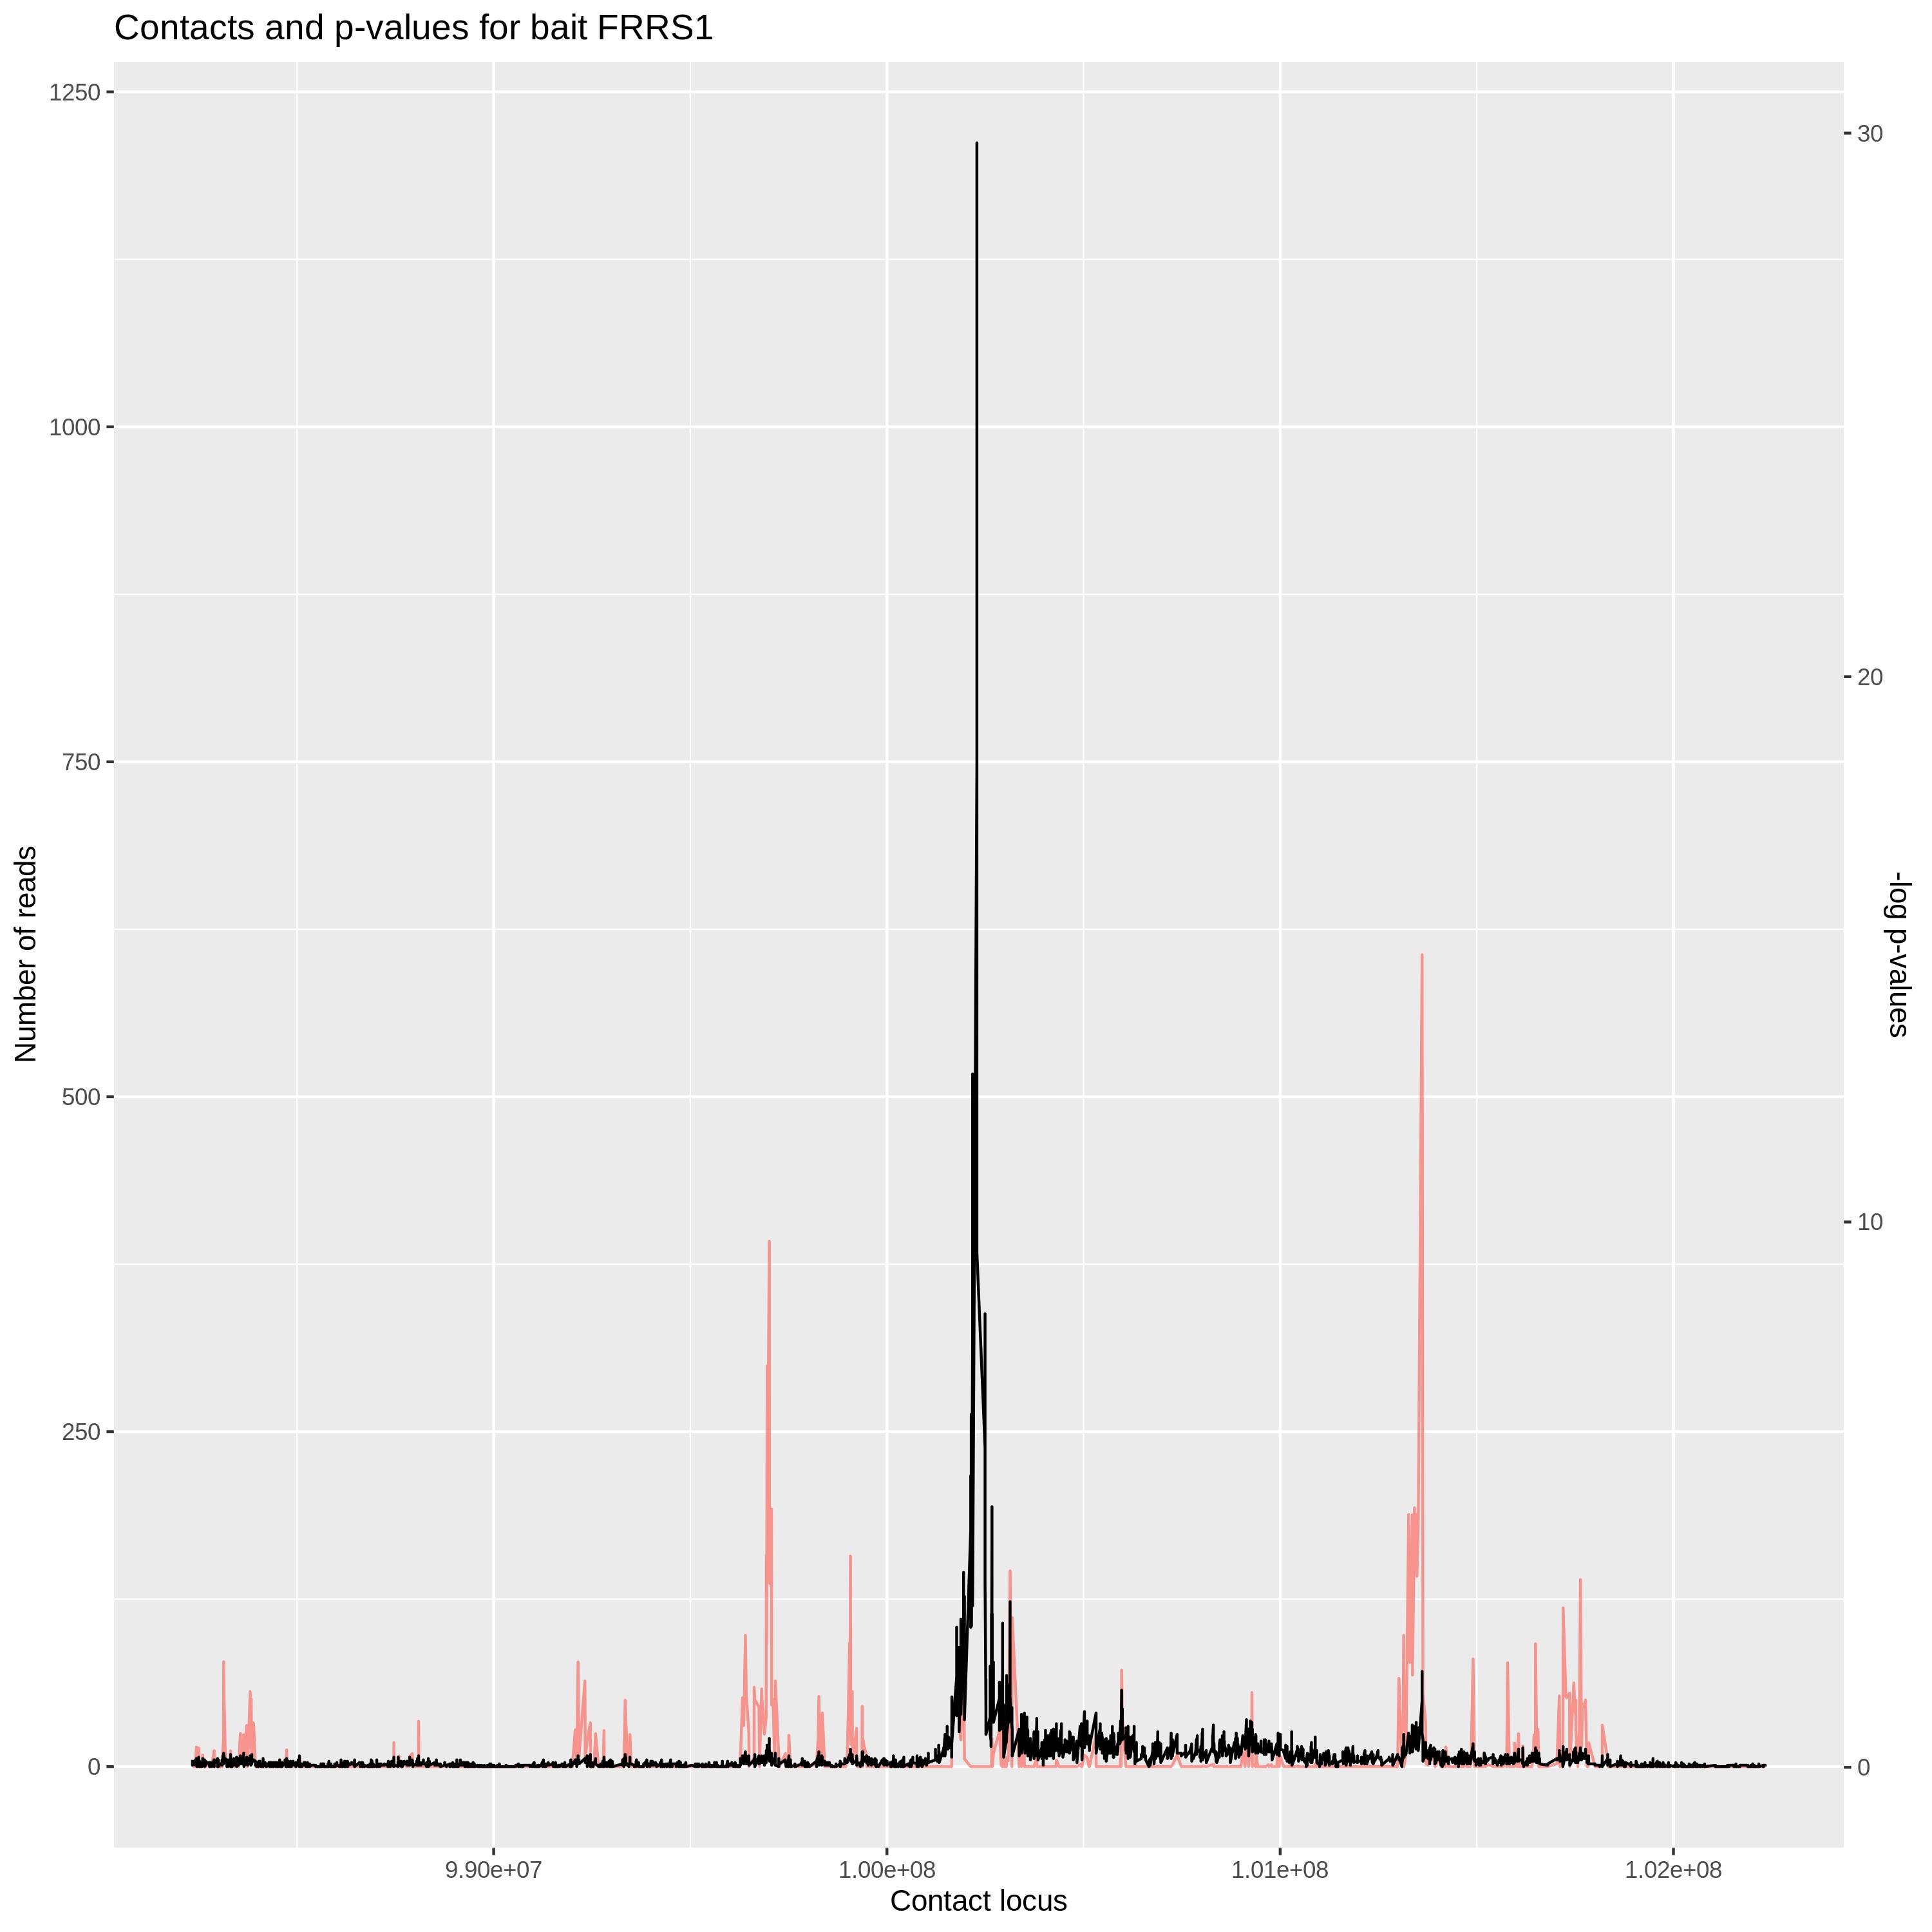 Contacts and p-values for bait FRRS1
1250
1000
750
500
250
0
Number of reads
30
20
10
0
-log p-values
9.90e+07
1.00e+08
1.01e+08
1.02e+08
Contact locus